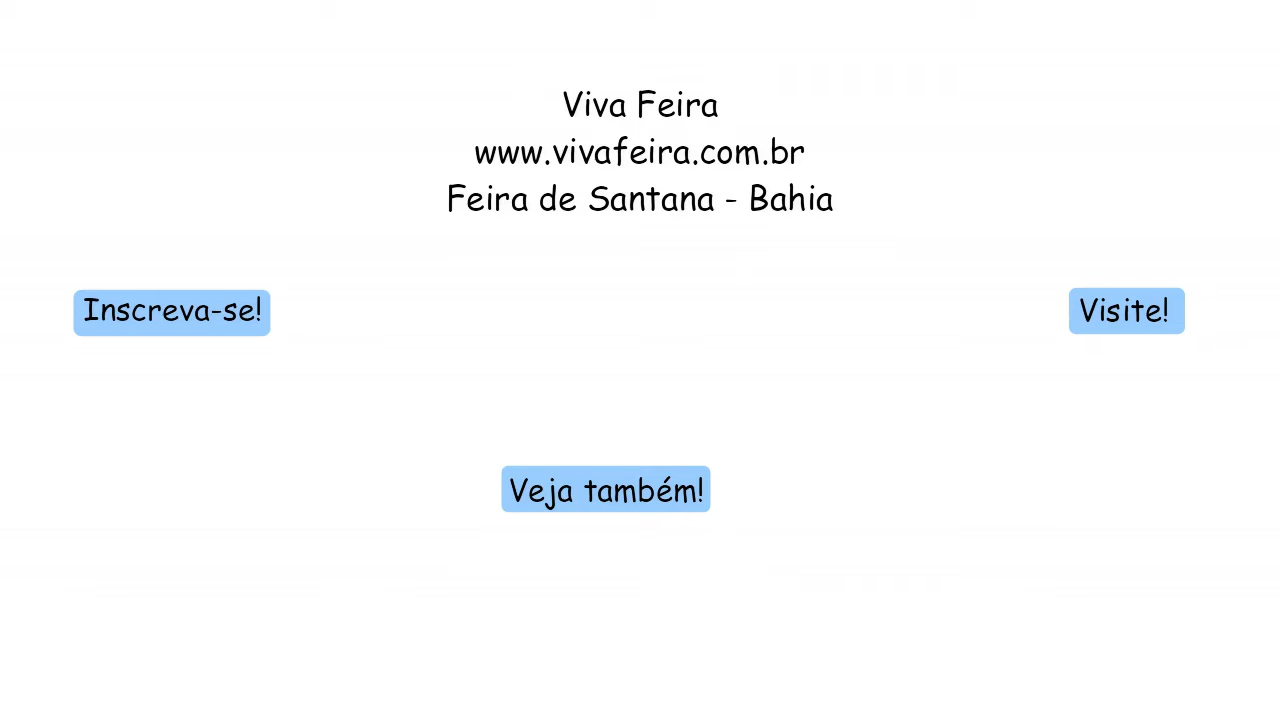 Viva Feira
www.vivafeira.com.br
Feira de Santana - Bahia
Inscreva-se!
Visite!
Veja também!